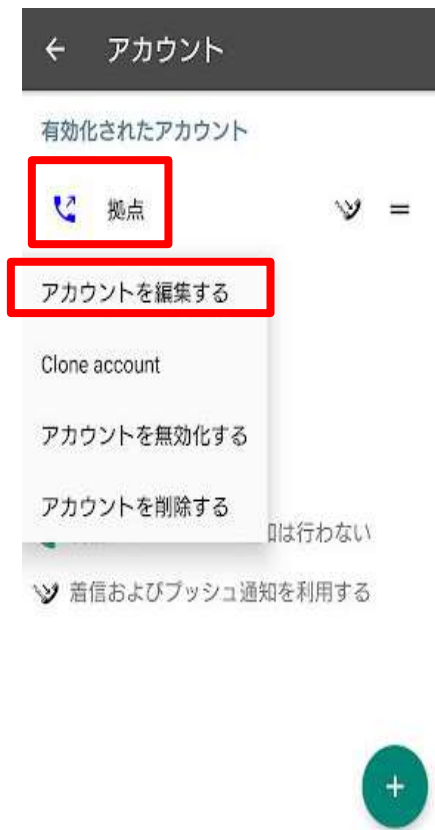 アカウント
有効化されたアカウント
拠点
アカウントを編集する
Clone account
アカウントを無効化する
アカウントを削除する
知は行わない
着信およびプッシュ通知を利用する